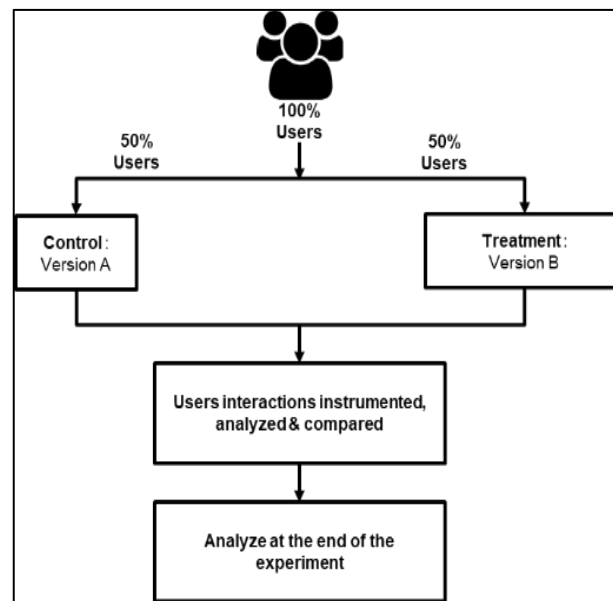 100%
Users
50%
Users
50%
Users
Control:
Version A
Treatment:
Version B
Users interactions instrumented,
analyzed & compared
Analyze at the end of the
experiment